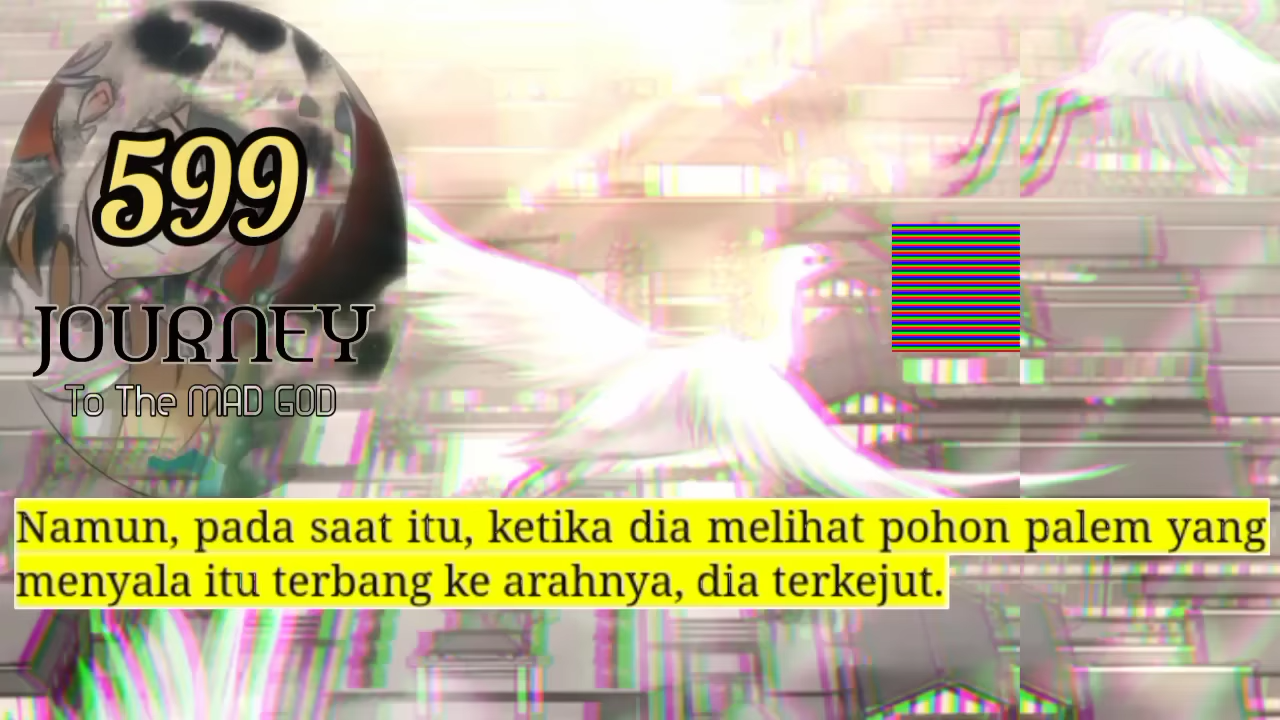 599
JOURNEY
To The MAD GOD
Namun, pada saat itu, ketika dia melihat pohon palem yang
menyala itu terbang ke arahnya, dia terkejut.